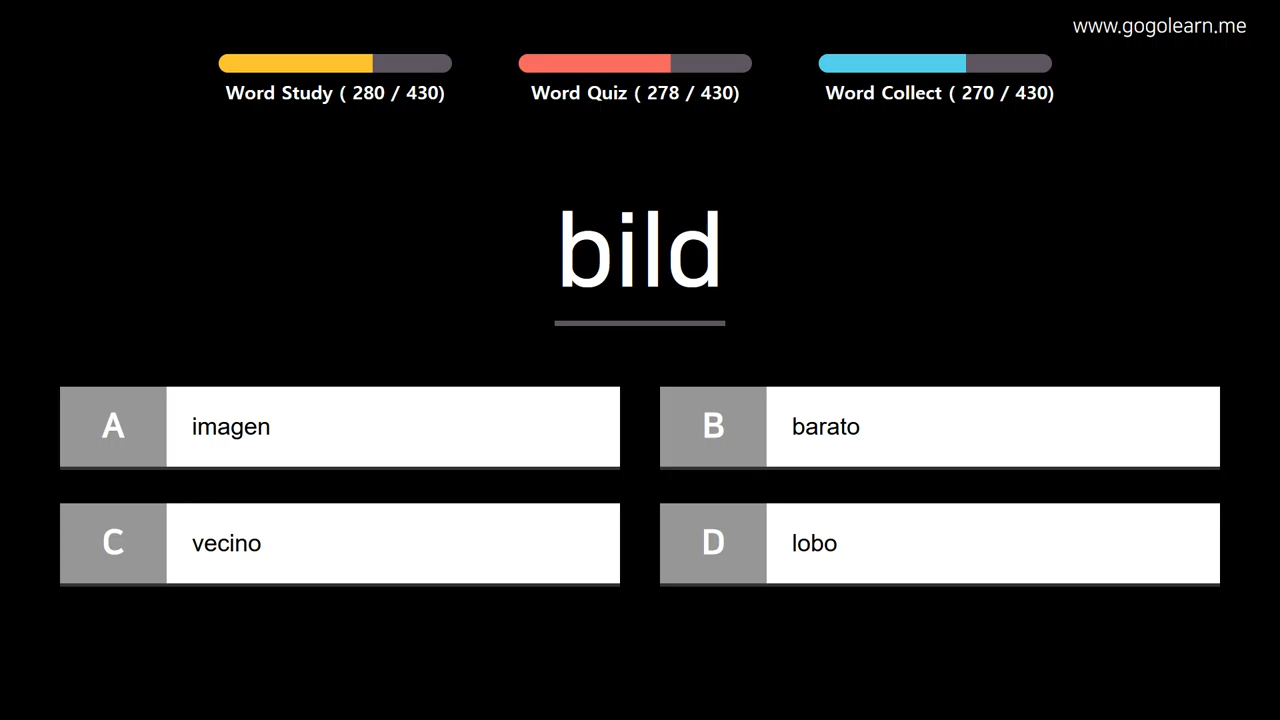 www.gogolearn.me
Word Study ( 280 / 430)
Word Quiz ( 278 / 430)
Word Collect ( 270 / 430)
bild
A imagen
B barato
C vecino
D lobo